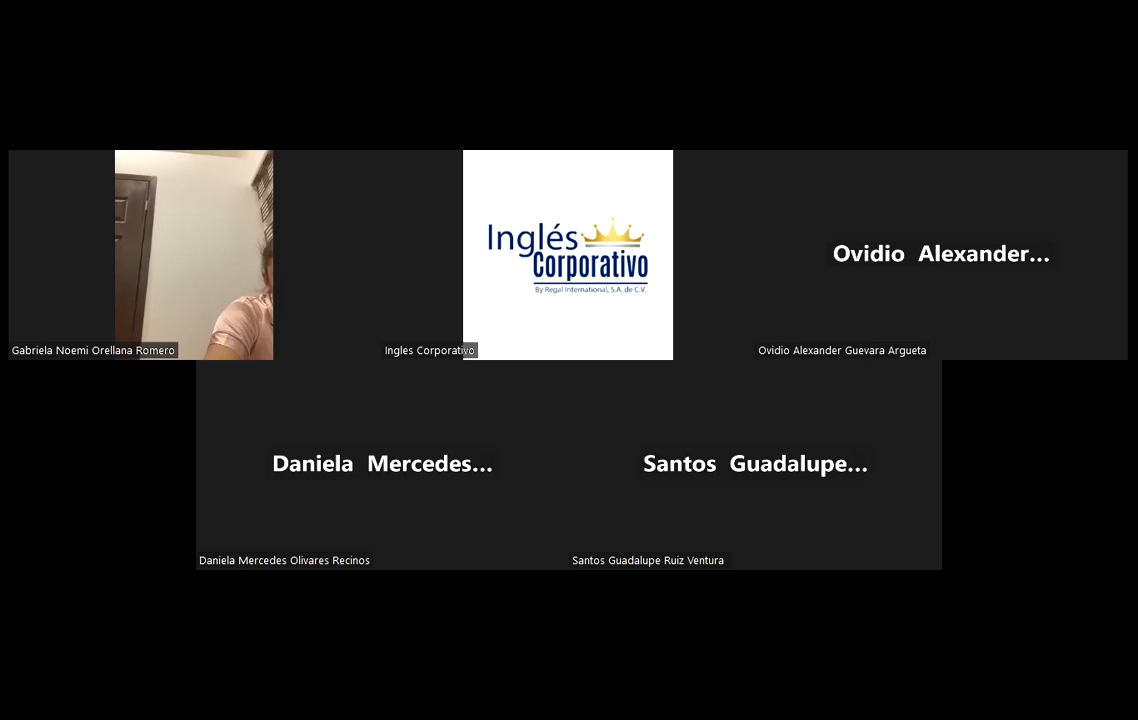 Inglés
Corporativo
By Regal International, S.A. de C.V.
Ovidio Alexander...
Gabriela Noemi Orellana Romero
Ingles Corporativo
Ovidio Alexander Guevara Argueta
Daniela Mercedes...
Santos Guadalupe...
Daniela Mercedes Olivares Recinos
Santos Guadalupe Ruiz Ventura